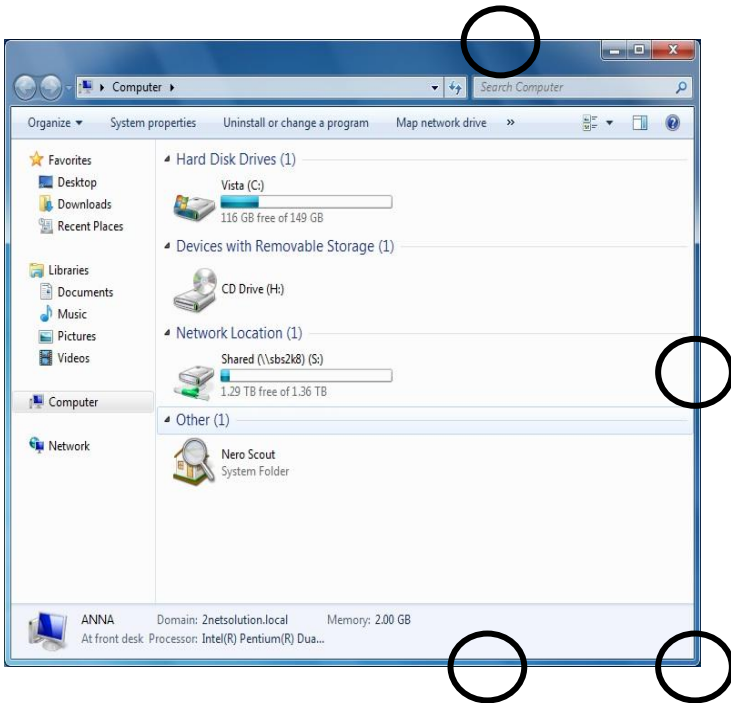 Computer
Search Computer
Organize System properties Uninstall or change a program Map network drive »
Favorites
Desktop
Downloads
Recent Places
Libraries
Documents
Music
Pictures
Videos
Computer
Network
Hard Disk Drives (1)
Vista (C:)
116 GB free of 149 GB
Devices with Removable Storage (1)
CD Drive (H:)
Network Location (1)
Shared (\\sbs2k8) (S:)
1.29 TB free of 1.36 TB
Other (1)
Nero Scout
System Folder
ANNA Domain: 2netsolution.local Memory: 2.00 GB
At front desk Processor: Intel(R) Pentium(R) Dua...